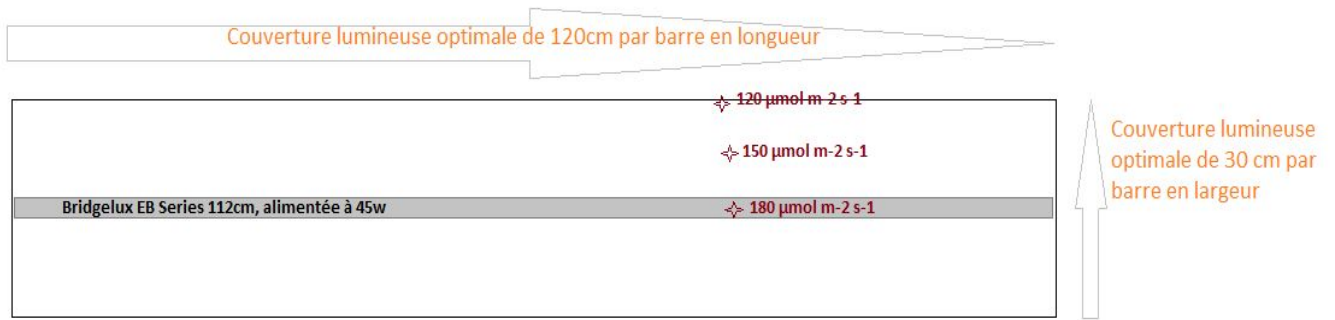 Couverture lumineuse optimale de 120cm par barre en longueur
120 µmol m-2 s-1
150 µmol m-2 s-1
Bridgelux EB Series 112cm, alimentée à 45w
180 µmol m-2 s-1
Couverture lumineuse
optimale de 30 cm par
barre en largeur